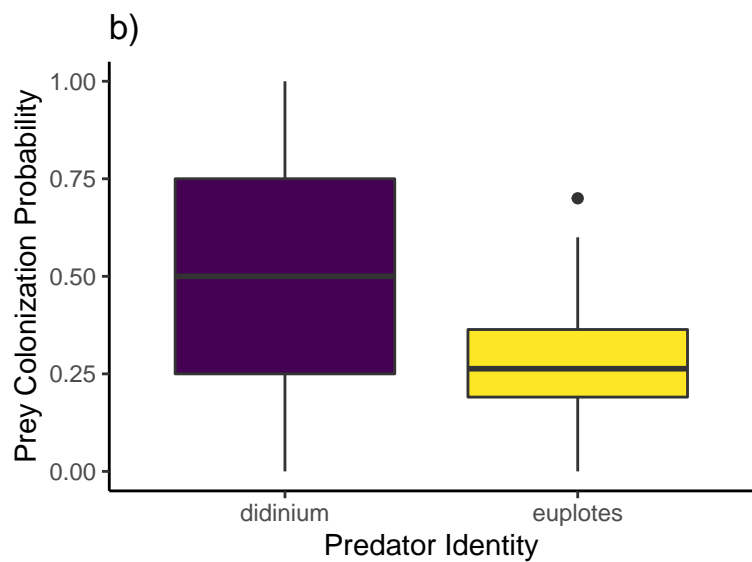 b)
Prey Colonization Probability
1.00
0.75
0.50
0.25
0.00
didinium
euplotes
Predator Identity